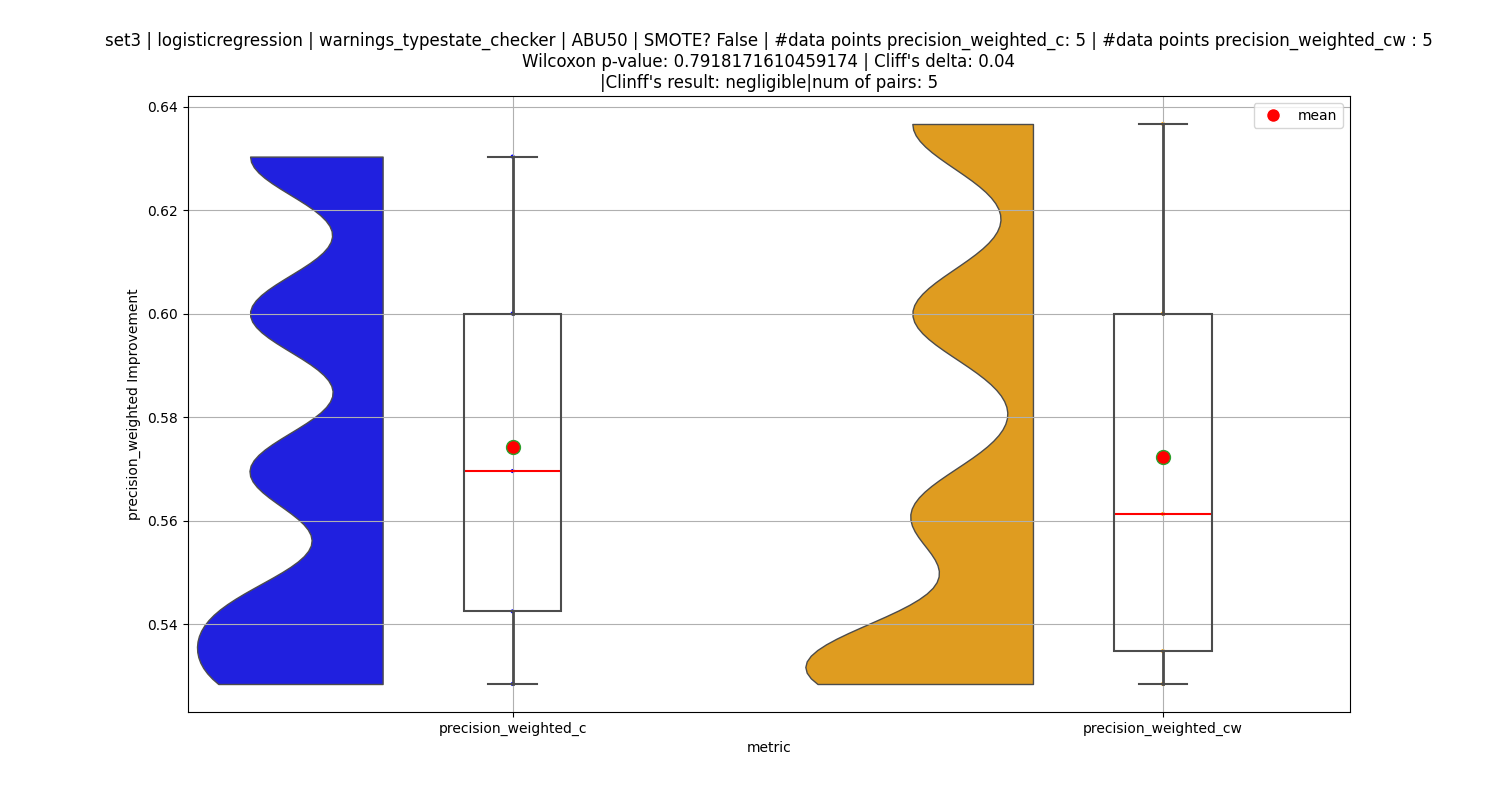 set3 | logisticregression | warnings_typestate_checker | ABU50 | SMOTE? False | #data points precision_weighted_c: 5 | #data points precision_weighted_cw : 5
Wilcoxon p-value: 0.7918171610459174 | Cliff's delta: 0.04
|Clinff's result: negligible|num of pairs: 5
mean
0.64
0.62
0.60
0.58
0.56
0.54
precision_weighted Improvement
precision_weighted_c
precision_weighted_cw
metric